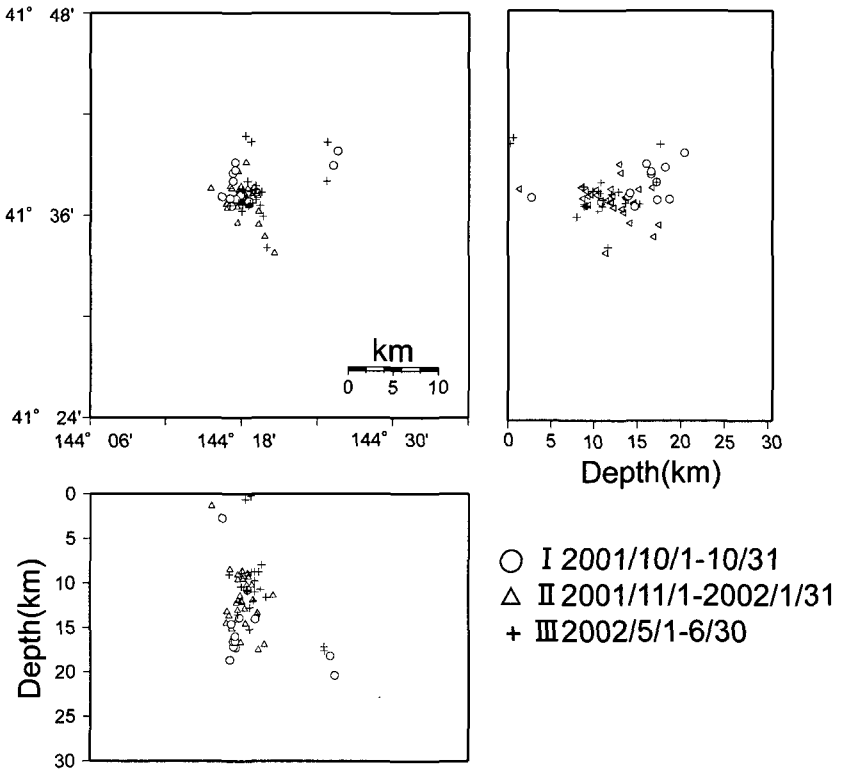 41° 48'
41° 36'
41° 24'
144° 06' 144° 18' 144° 30'
km
0 5 10
0 5 10 15 20 25 30
Depth(km)
0
5
10
15
20
25
30
Depth(km)
○ Ⅰ 2001/10/1-10/31
△ Ⅱ 2001/11/1-2002/1/31
+ Ⅲ 2002/5/1-6/30